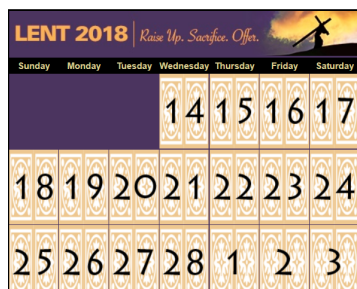 LENT 2018 Raise Up. Sacrifice. Offer.
Sunday Monday Tuesday Wednesday Thursday Friday Saturday
14 15 16 17
18 19 20 21 22 23 24
25 26 27 28 1 2 3